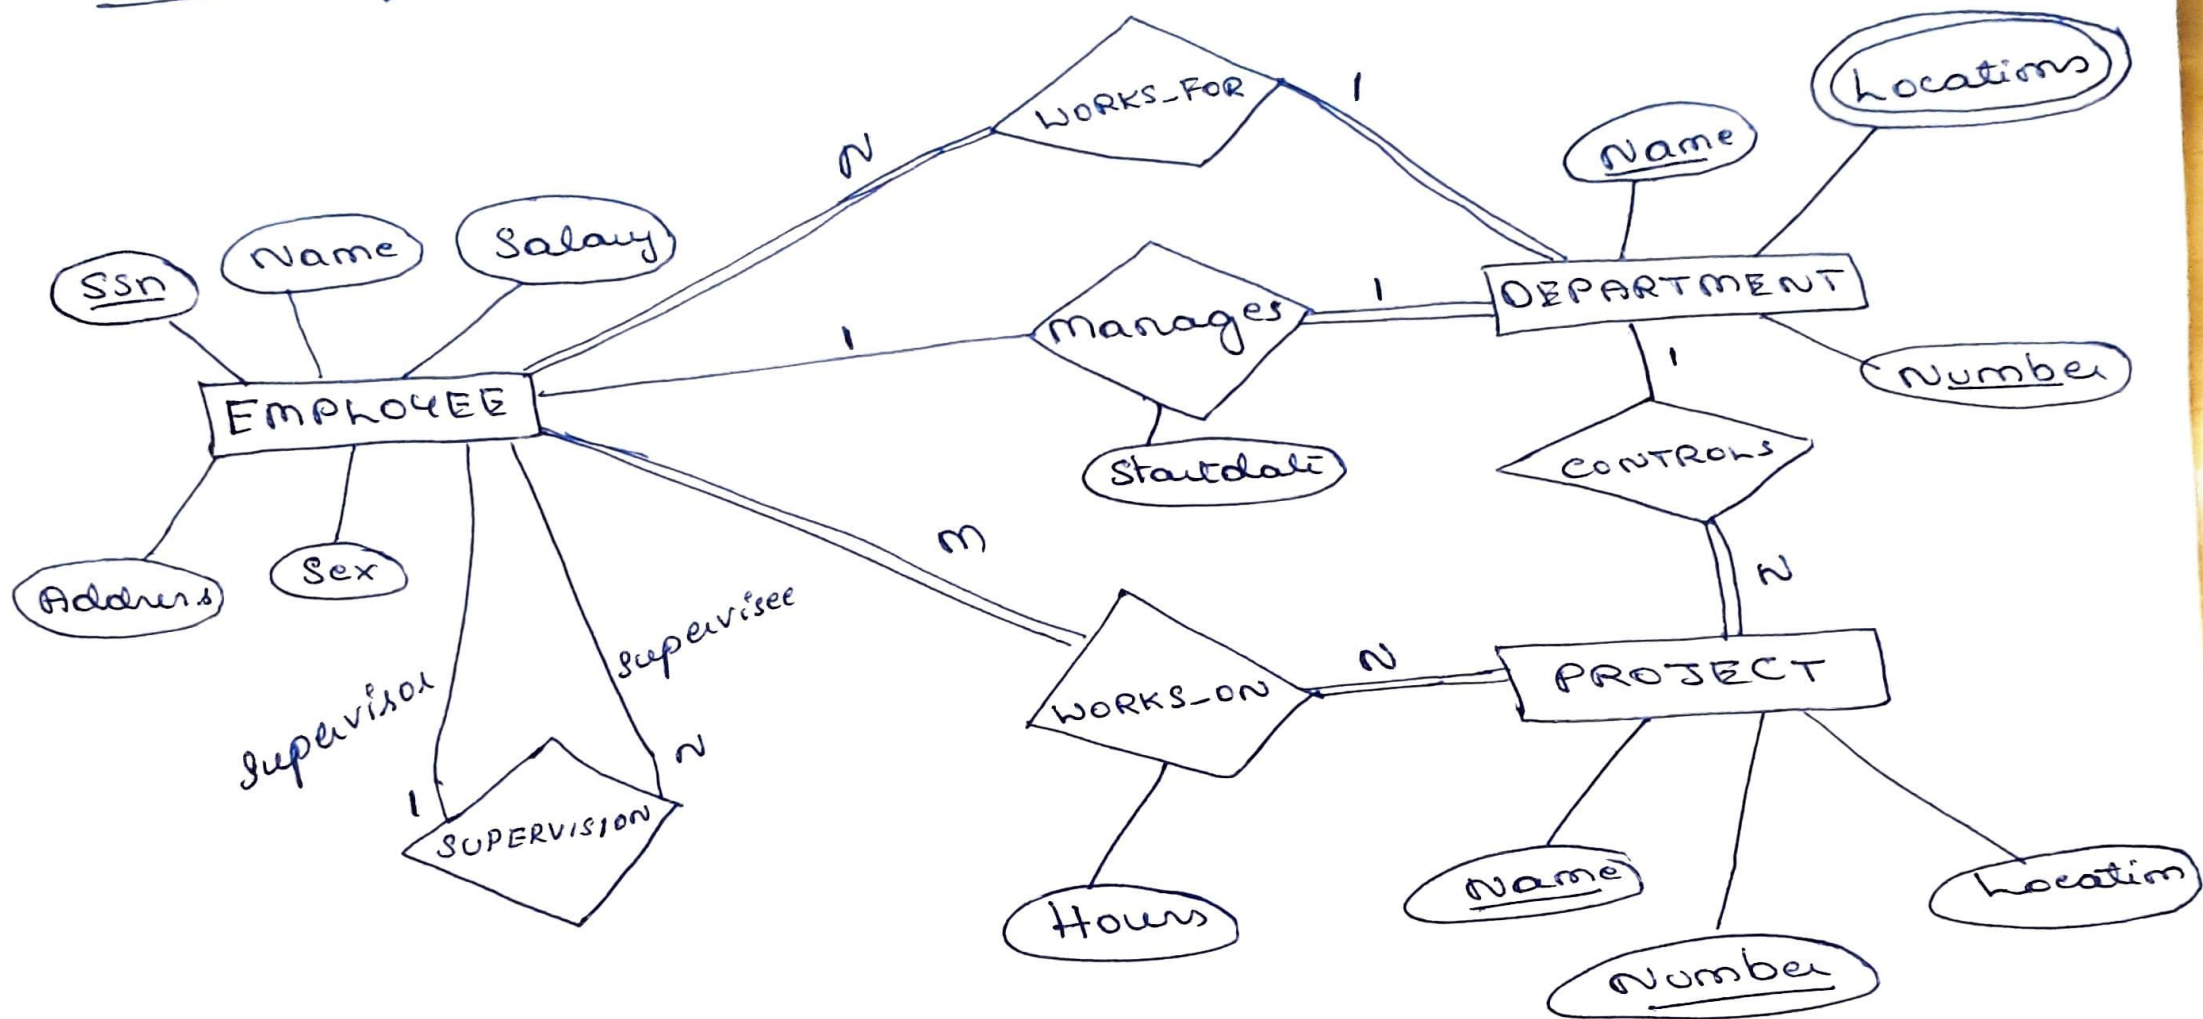 WORKS_FOR
1
Locations
Name
N
Ssn
Name
Salary
Manages
1
DEPARTMENT
1
1
Number
EMPLOYEE
CONTROLS
Startdate
M
N
Address
Sex
supervisor
supervisee
N
PROJECT
WORKS_ON
N
1
SUPERVISION
Name
Location
Hours
Number